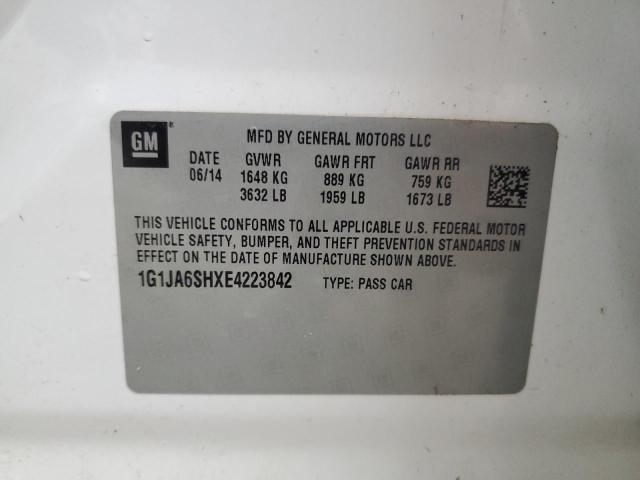 GM ®
MFD BY GENERAL MOTORS LLC
DATE GVWR GAWR FRT GAWR RR
06/14 1648 KG 889 KG 759 KG
3632 LB 1959 LB 1673 LB
THIS VEHICLE CONFORMS TO ALL APPLICABLE U.S. FEDERAL MOTOR
VEHICLE SAFETY, BUMPER, AND THEFT PREVENTION STANDARDS IN
EFFECT ON THE DATE OF MANUFACTURE SHOWN ABOVE.
1G1JA6SHXE4223842 TYPE: PASS CAR